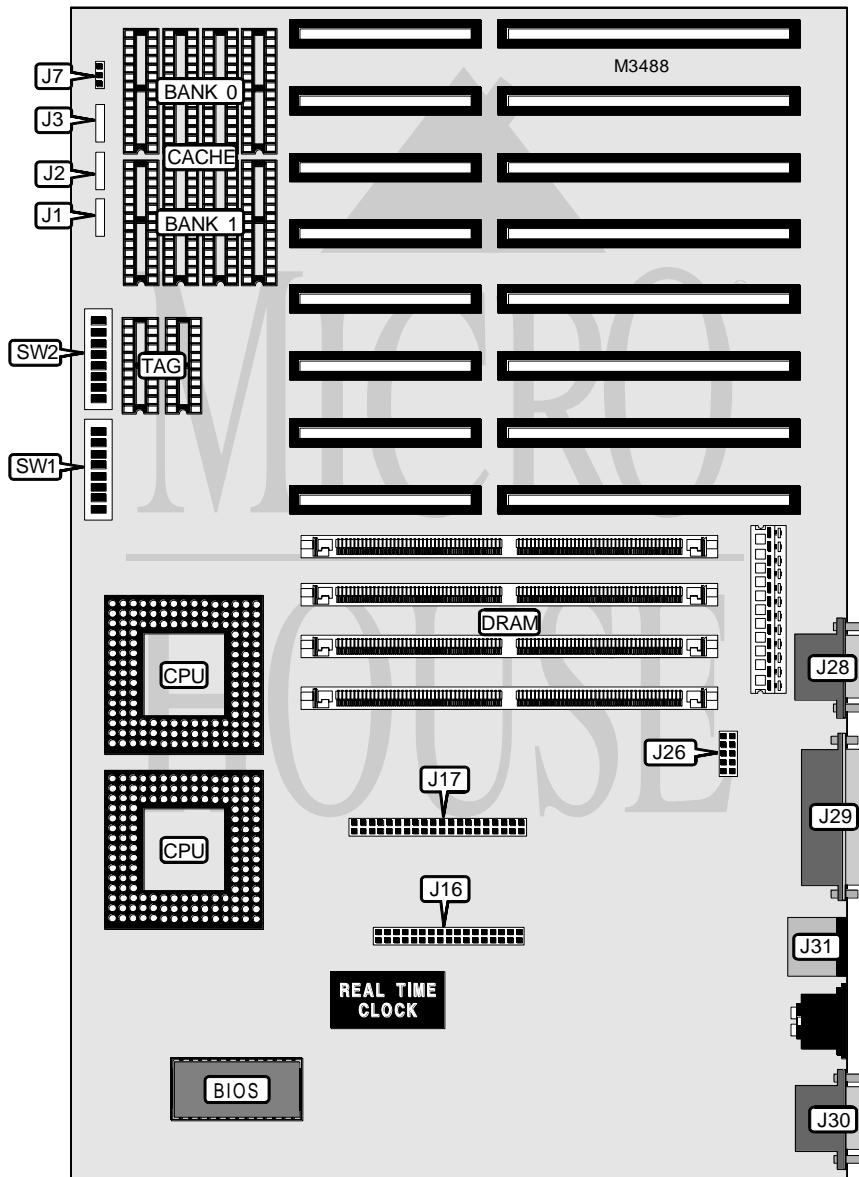 M3488
J7
BANK 0
J3
CACHE
J2
J1
BANK 1
SW2
TAG
SW1
MICRO
®
HOUSE
DRAM
CPU
J28
J26
J17
J29
CPU
J16
J31
REAL TIME
CLOCK
BIOS
J30